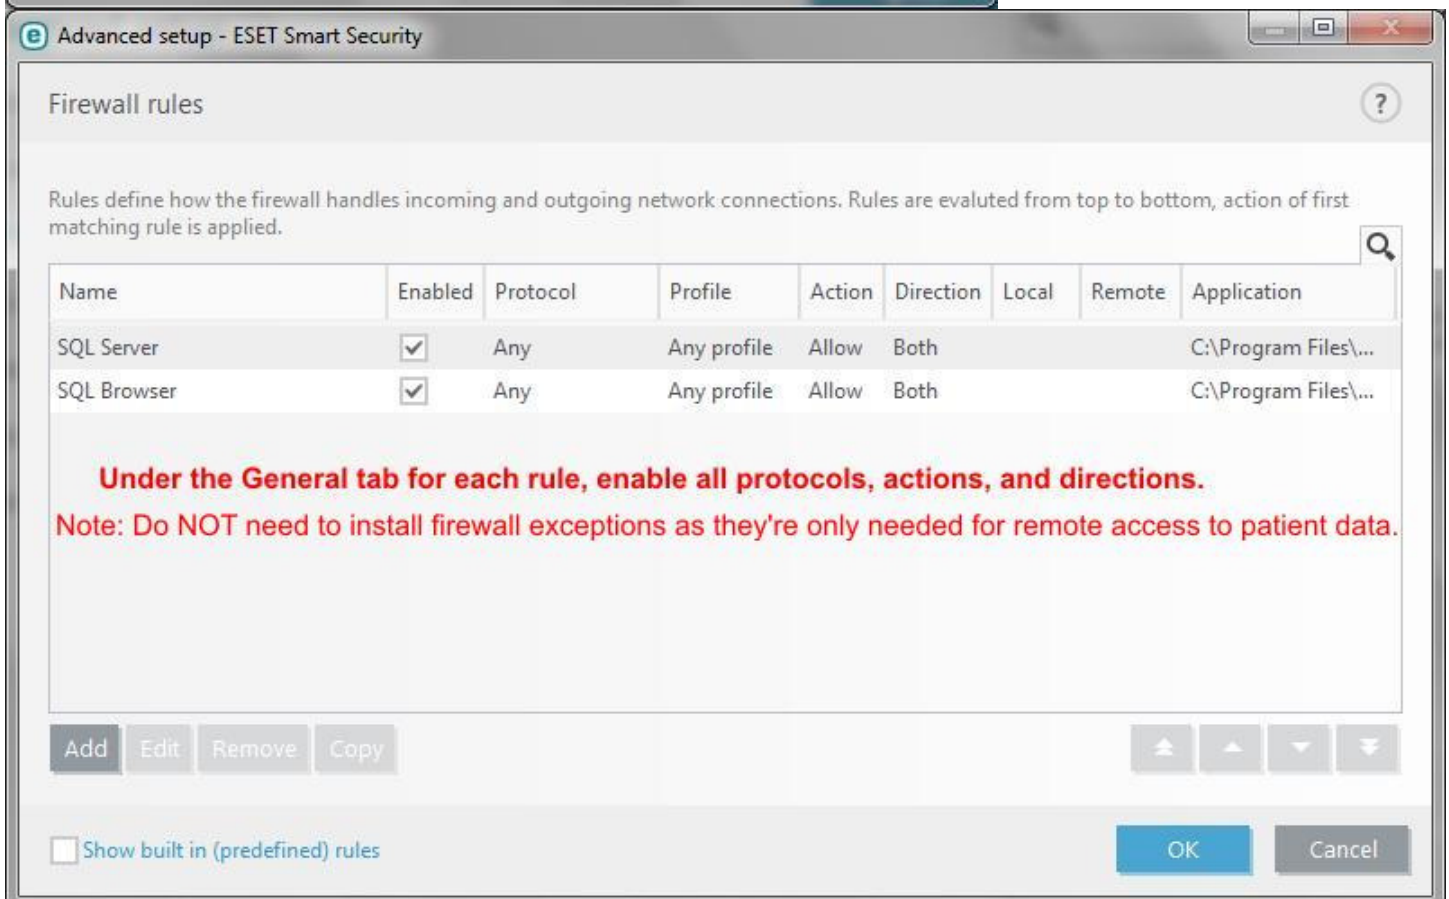 Advanced setup - ESET Smart Security
Firewall rules
?
Rules define how the firewall handles incoming and outgoing network connections. Rules are evaluted from top to bottom, action of first
matching rule is applied.
Name Enabled Protocol Profile Action Direction Local Remote Application
SQL Server Any Any profile Allow Both C:\Program Files\...
SQL Browser Any Any profile Allow Both C:\Program Files\...
Under the General tab for each rule, enable all protocols, actions, and directions.
Note: Do NOT need to install firewall exceptions as they're only needed for remote access to patient data.
Add Edit Remove Copy
Show built in (predefined) rules OK Cancel